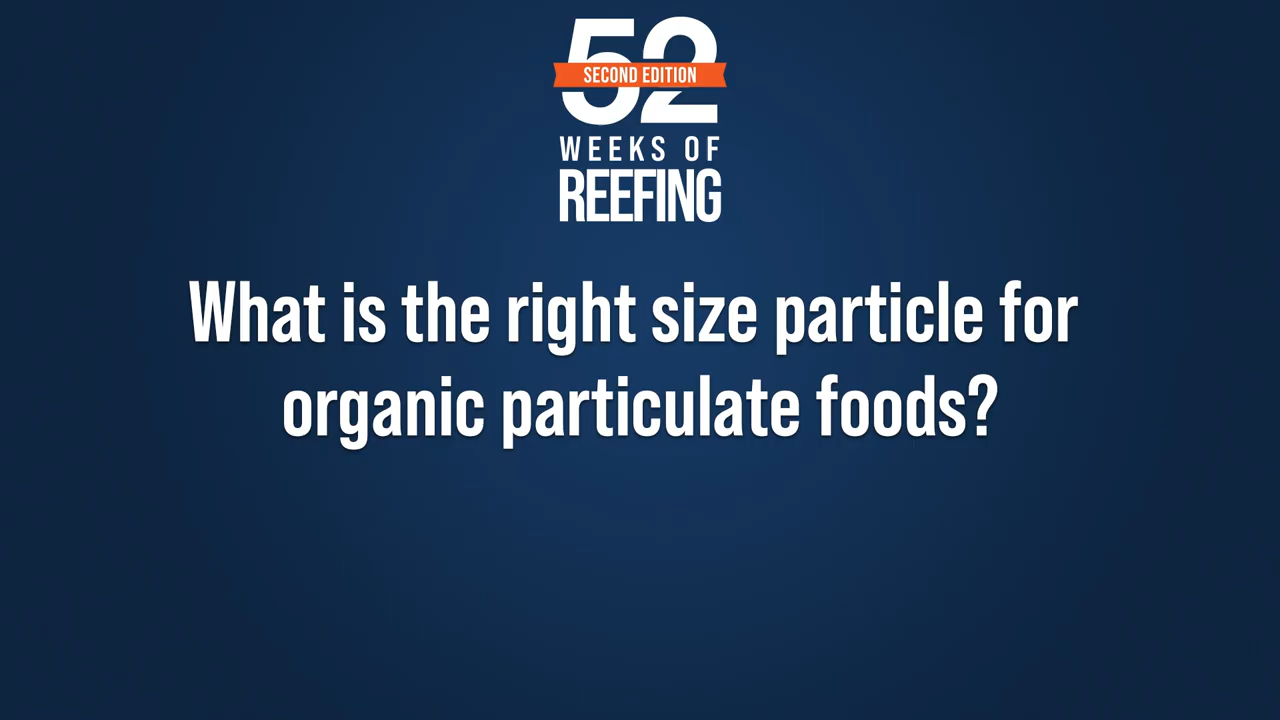 52
SECOND EDITION
WEEKS OF
REEFING
What is the right size particle for
organic particulate foods?